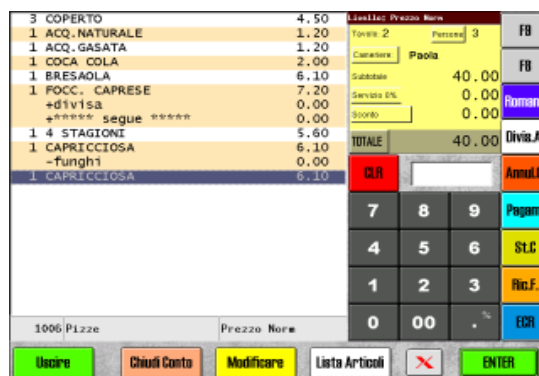 3 COPERTO 4.50
1 ACQ.NATURALE 1.20
1 ACQ.GASATA 1.20
1 COCA COLA 2.00
1 BRESAOLA 6.10
1 FOCC. CAPRESE 7.20
+divisa 0.00
+***** segue ***** 0.00
1 4 STAGIONI 5.60
1 CAPRICCIOSA 6.10
-funghi 0.00
1 CAPRICCIOSA 6.10
1006 Pizze Prezzo Norm
Livello: Prezzo Norm
Tavolo 2 Persone 3
Cameriere Paola
Subtotale 40.00
Servizio 0% 0.00
Sconto 0.00
TOTALE 40.00
CLR
7 8 9
4 5 6
1 2 3
0 00 . %
F9
F8
Roman
Divis.A
Annul.
Pagam
St.C
Ric.F.
ECR
Uscire Chiudi Conto Modificare Lista Articoli X ENTER